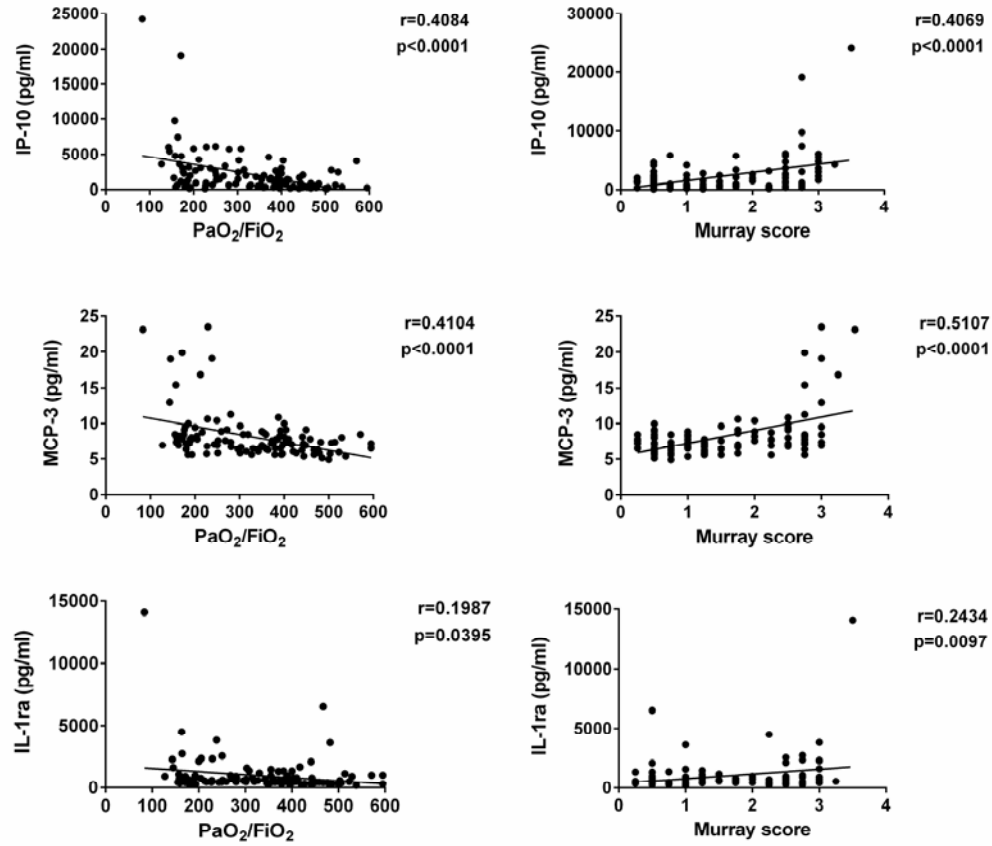 IP-10 (pg/ml)
25000
20000
15000
10000
5000
0
r=0.4084
p<0.0001
0 100 200 300 400 500 600
PaO₂/FiO₂
IP-10 (pg/ml)
30000
20000
10000
0
r=0.4069
p<0.0001
0 1 2 3 4
Murray score
MCP-3 (pg/ml)
25
20
15
10
5
0
r=0.4104
p<0.0001
0 100 200 300 400 500 600
PaO₂/FiO₂
MCP-3 (pg/ml)
25
20
15
10
5
0
r=0.5107
p<0.0001
0 1 2 3 4
Murray score
IL-1ra (pg/ml)
15000
10000
5000
0
r=0.1987
p=0.0395
0 100 200 300 400 500 600
PaO₂/FiO₂
IL-1ra (pg/ml)
15000
10000
5000
0
r=0.2434
p=0.0097
0 1 2 3 4
Murray score